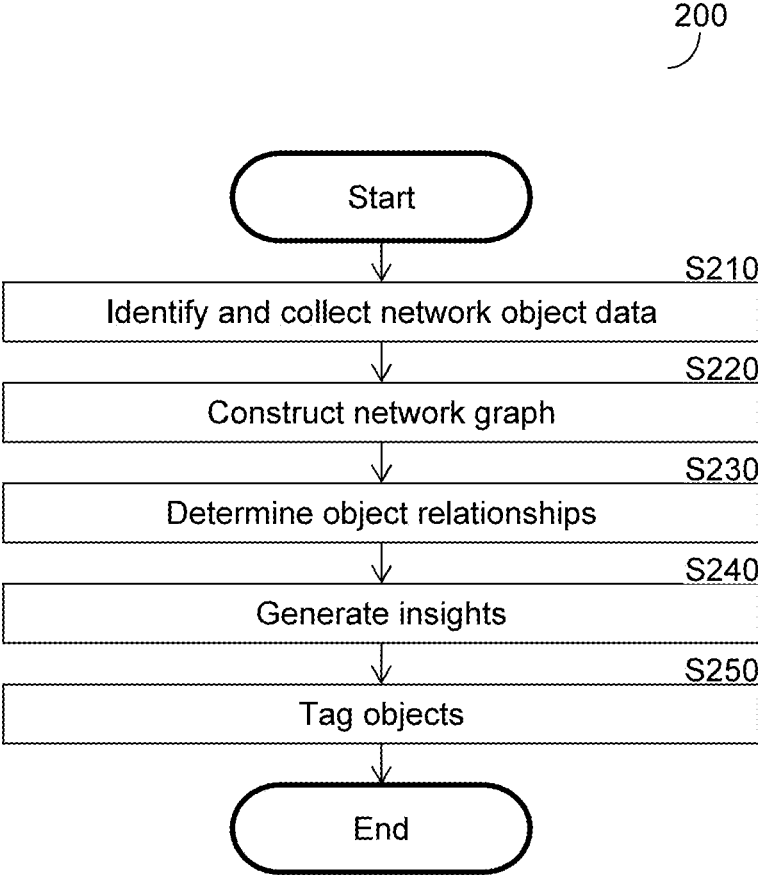 200
Start
S210
Identify and collect network object data
S220
Construct network graph
S230
Determine object relationships
S240
Generate insights
S250
Tag objects
End